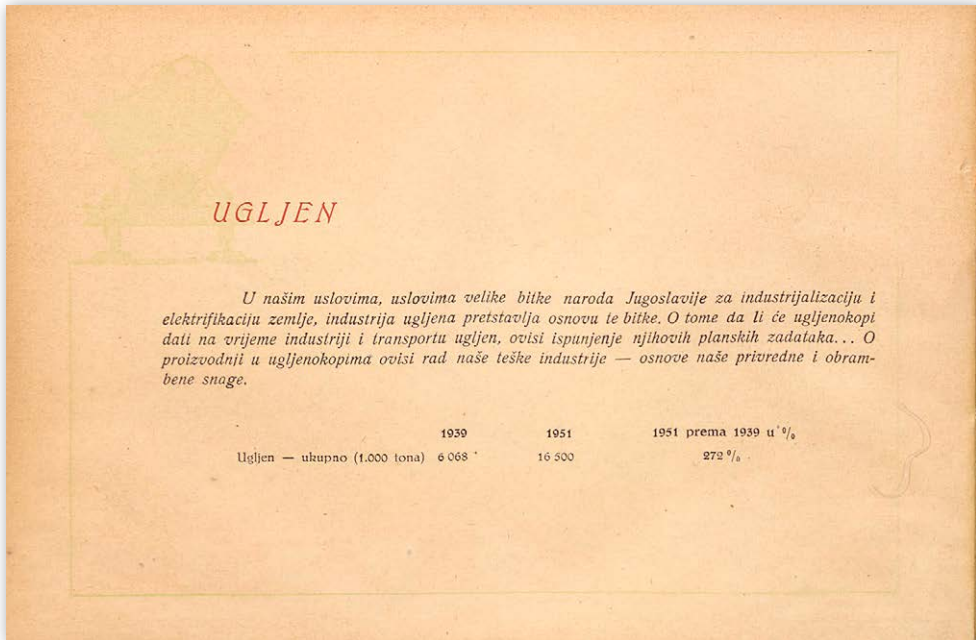 UGLJEN
U našim uslovima, uslovima velike bitke naroda Jugoslavije za industrijalizaciju i
elektrifikaciju zemlje, industrija ugljena pretstavlja osnovu te bitke. O tome da li će ugljenokopi
dati na vrijeme industriji i transportu ugljen, ovisi ispunjenje njihovih planskih zadataka... O
proizvodnji u ugljenokopima ovisi rad naše teške industrije — osnove naše privredne i obram-
bene snage.
1939 1951 1951 prema 1939 u %
Ugljen — ukupno (1.000 tona) 6 068 16 500 272 %